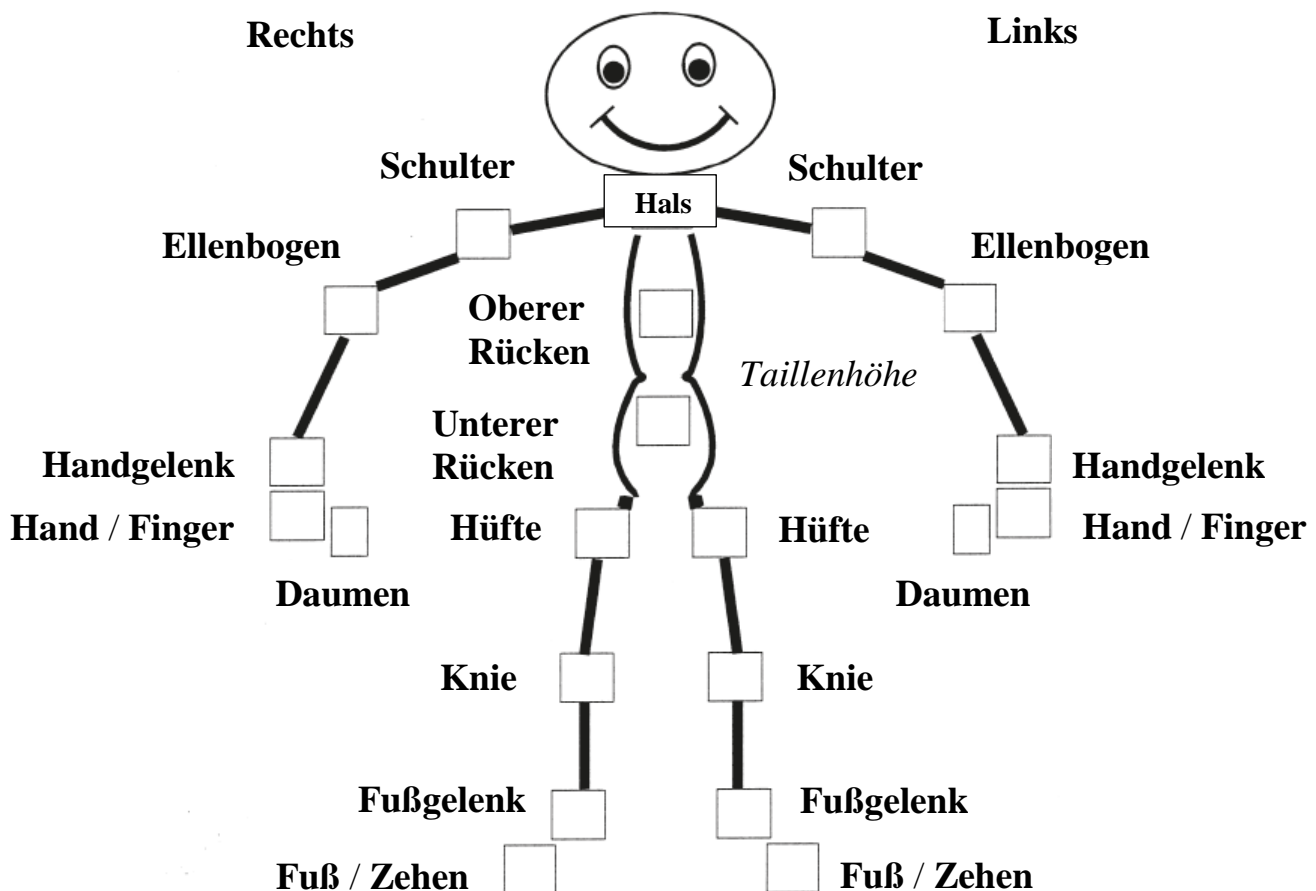 Rechts
Links
Schulter
Schulter
Hals
Ellenbogen
Ellenbogen
Oberer
Rücken
Taillenhöhe
Unterer
Rücken
Handgelenk
Handgelenk
Hand / Finger
Hüfte
Hüfte
Hand / Finger
Daumen
Daumen
Knie
Knie
Fußgelenk
Fußgelenk
Fuß / Zehen
Fuß / Zehen